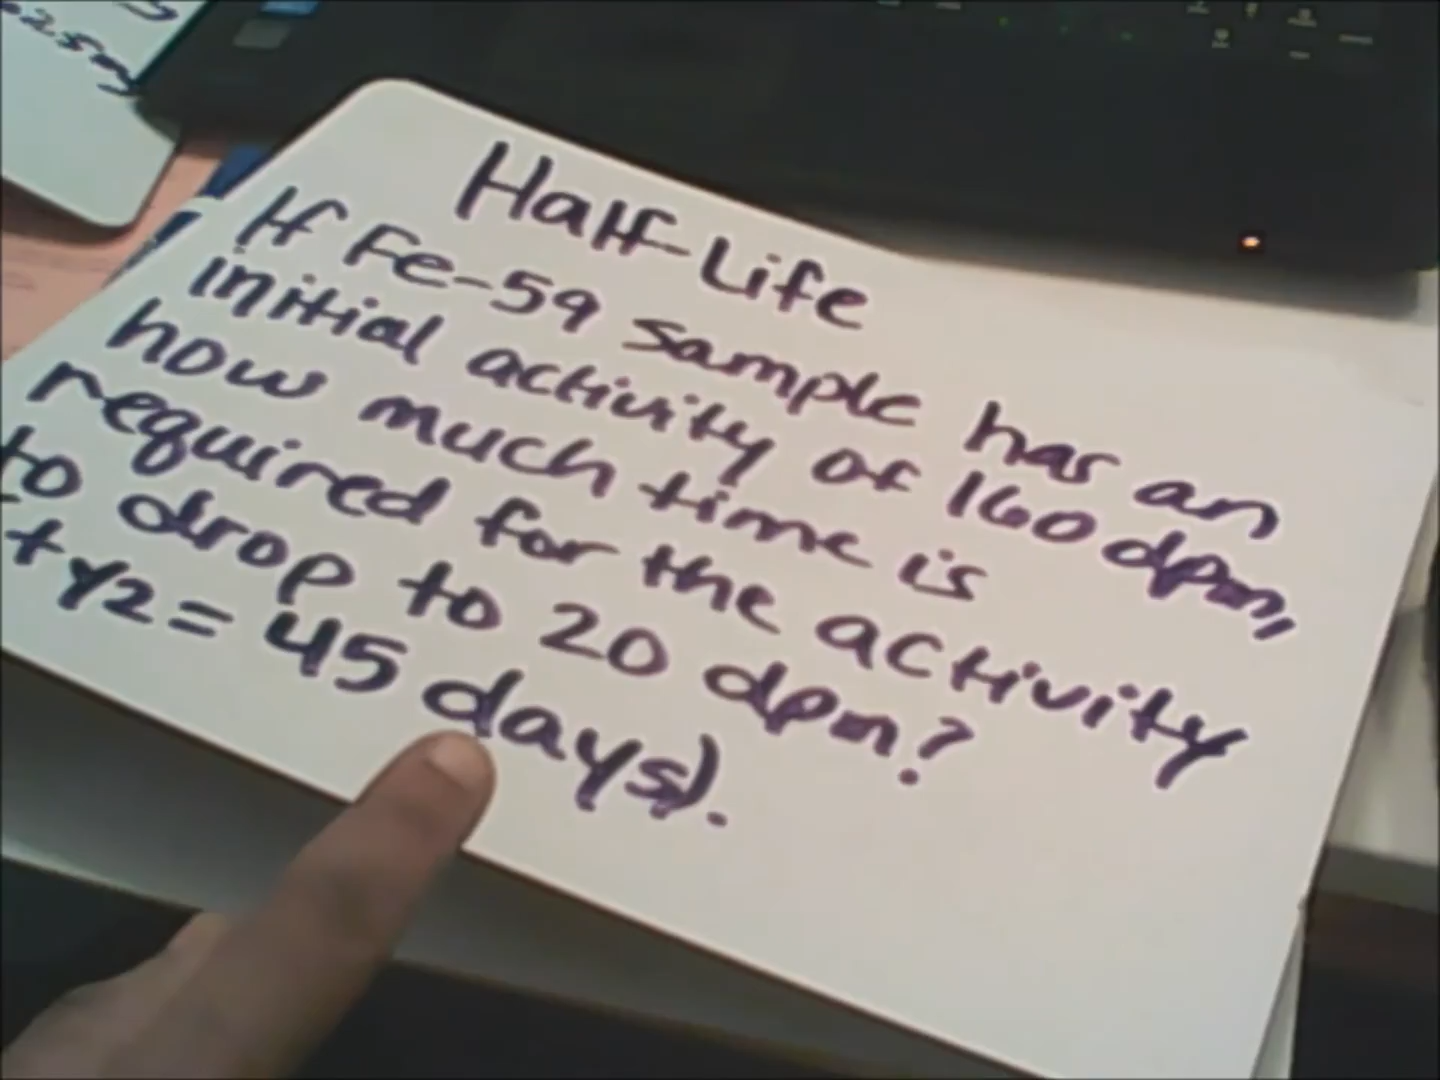 Half-Life
If Fe-59 sample has an
initial activity of 160 dpm,
how much time is
required for the activity
to drop to 20 dpm?
t 1/2 = 45 days).